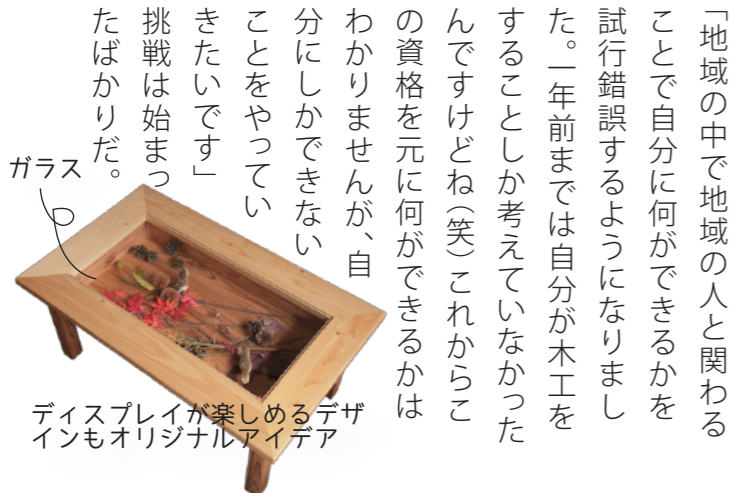 「地域の中で地域の人と関わる
ことで自分に何ができるかを
試行錯誤するようになりまし
た。一年前までは自分が木工を
することしか考えていなかった
んですけどね（笑）これからこ
の資格を元に何ができるかは
わかりませんが、自
分にしかできない
ことをやってい
きたいです」
挑戦は始まっ
たばかりだ。
ガラス
ディスプレイが楽しめるデザ
インもオリジナルアイデア